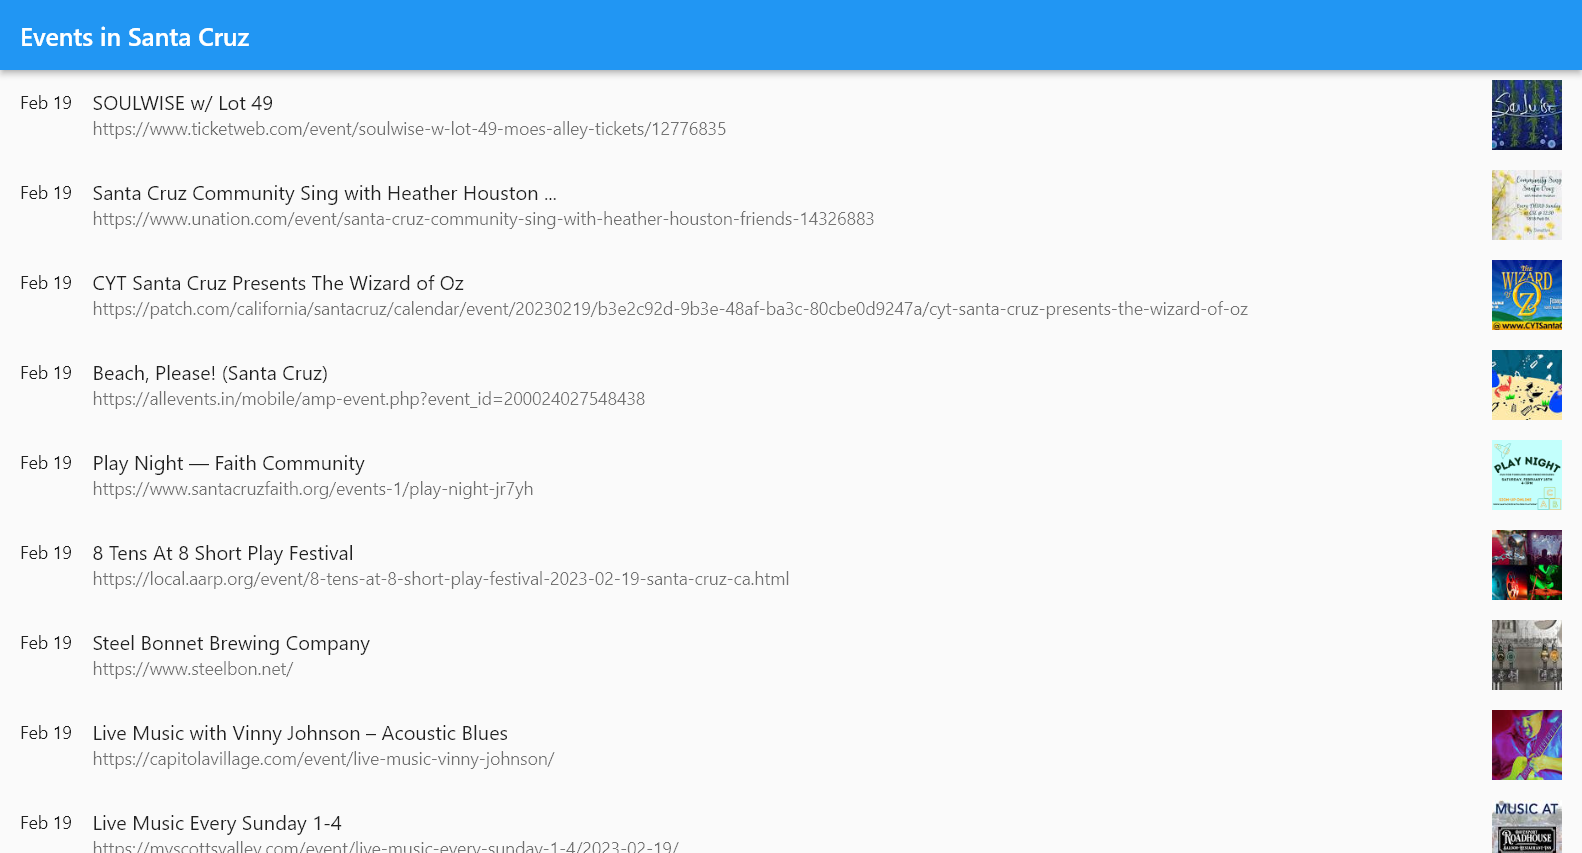 Events in Santa Cruz
Feb 19 SOULWISE w/ Lot 49
https://www.ticketweb.com/event/soulwise-w-lot-49-moes-alley-tickets/12776835
Soulwise
Feb 19 Santa Cruz Community Sing with Heather Houston ...
https://www.unation.com/event/santa-cruz-community-sing-with-heather-houston-friends-14326883
Community Sing
Santa Cruz
Feb 19 CYT Santa Cruz Presents The Wizard of Oz
https://patch.com/california/santacruz/calendar/event/20230219/b3e2c92d-9b3e-48af-ba3c-80cbe0d9247a/cyt-santa-cruz-presents-the-wizard-of-oz
The
WIZARD
OF OZ
@ www.CYTSantaC
Feb 19 Beach, Please! (Santa Cruz)
https://allevents.in/mobile/amp-event.php?event_id=200024027548438
Feb 19 Play Night — Faith Community
https://www.santacruzfaith.org/events-1/play-night-jr7yh
PLAY NIGHT
Feb 19 8 Tens At 8 Short Play Festival
https://local.aarp.org/event/8-tens-at-8-short-play-festival-2023-02-19-santa-cruz-ca.html
Feb 19 Steel Bonnet Brewing Company
https://www.steelbon.net/
Feb 19 Live Music with Vinny Johnson – Acoustic Blues
https://capitolavillage.com/event/live-music-vinny-johnson/
Feb 19 Live Music Every Sunday 1-4
https://myscottsvalley.com/event/live-music-every-sunday-1-4/2023-02-19/
MUSIC AT
ROADHOUSE